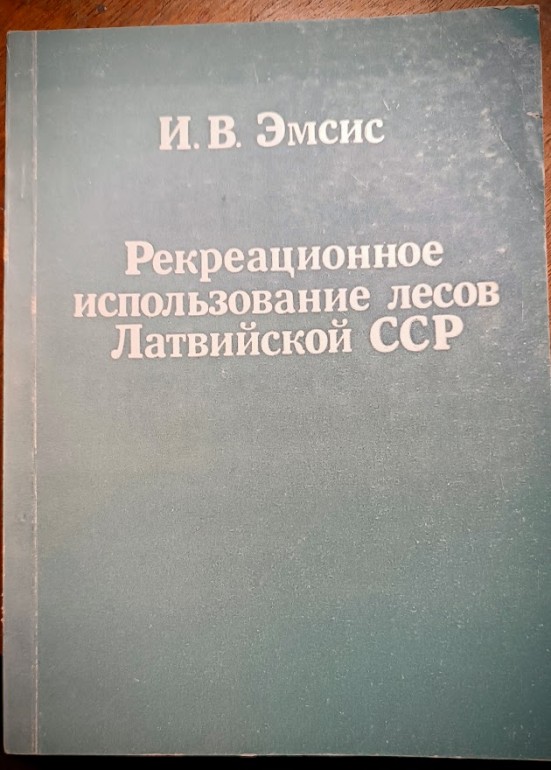 И. В. Эмсис
Рекреационное
использование лесов
Латвийской ССР